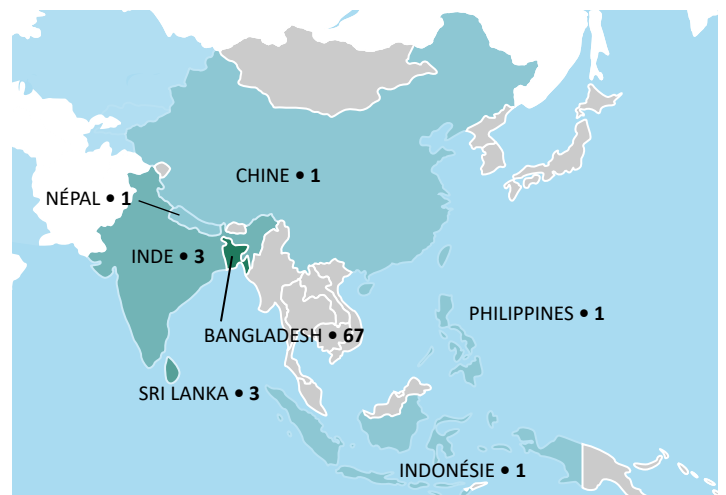 CHINE • 1
NÉPAL • 1
INDE • 3
PHILIPPINES • 1
BANGLADESH • 67
SRI LANKA • 3
INDONÉSIE • 1